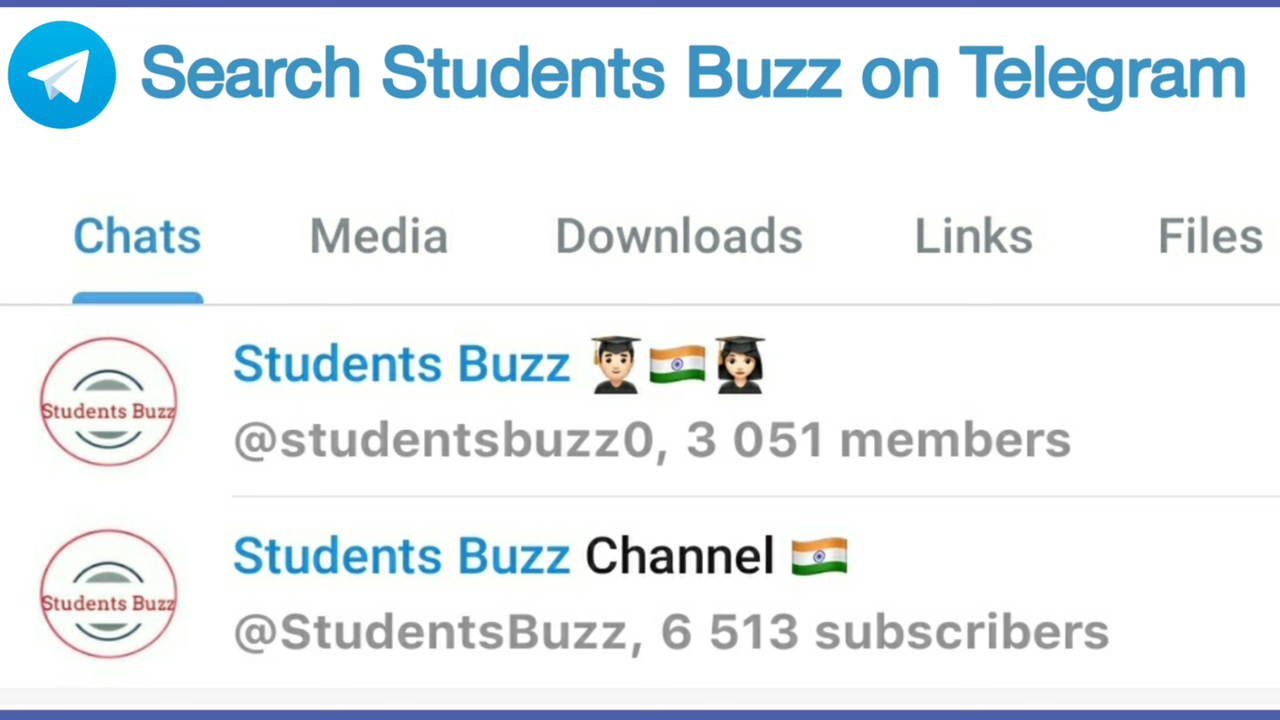 Search Students Buzz on Telegram
Chats Media Downloads Links Files
Students Buzz
Students Buzz 👨🏻‍🎓🇮🇳👩🏻‍🎓
@studentsbuzz0, 3 051 members
Students Buzz
Students Buzz Channel 🇮🇳
@StudentsBuzz, 6 513 subscribers